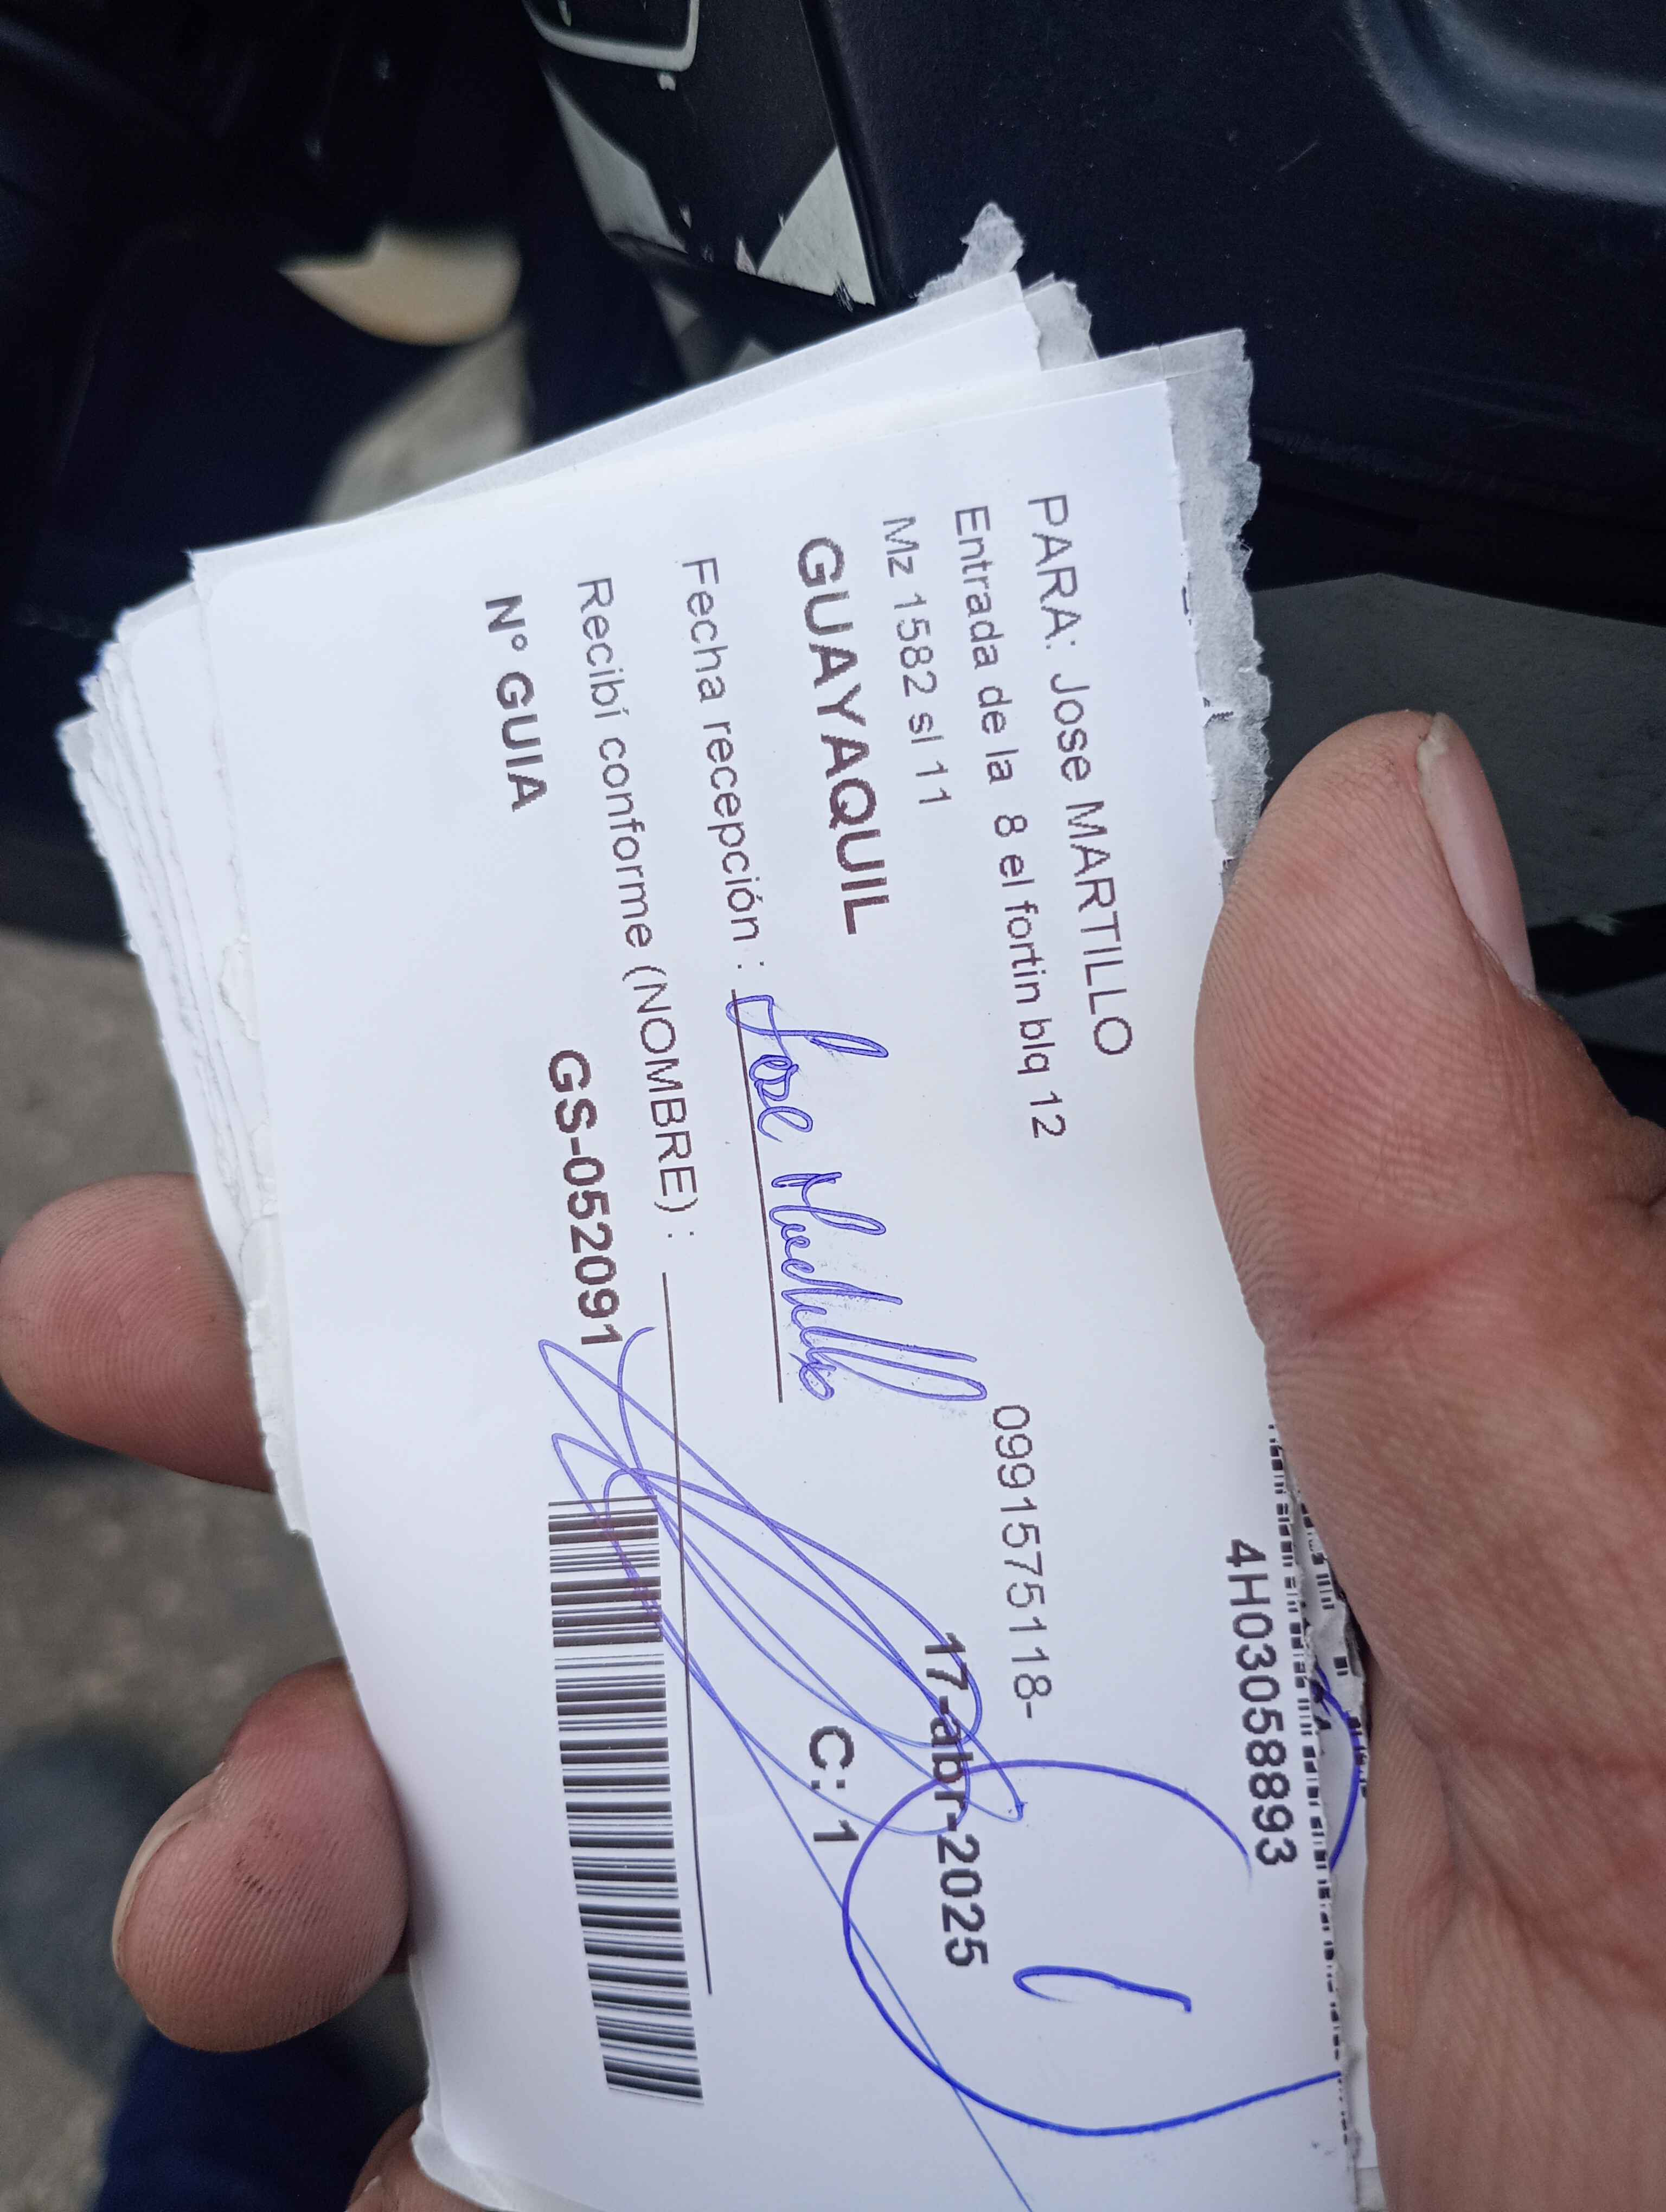 4H03058893
PARA: Jose MARTILLO
Entrada de la 8 el fortin blq 12
Mz 1582 sl 11
0991575118-
17-abr-2025
GUAYAQUIL
C: 1
Fecha recepción : Jose Martillo
Recibí conforme (NOMBRE) :
N° GUIA GS-052091